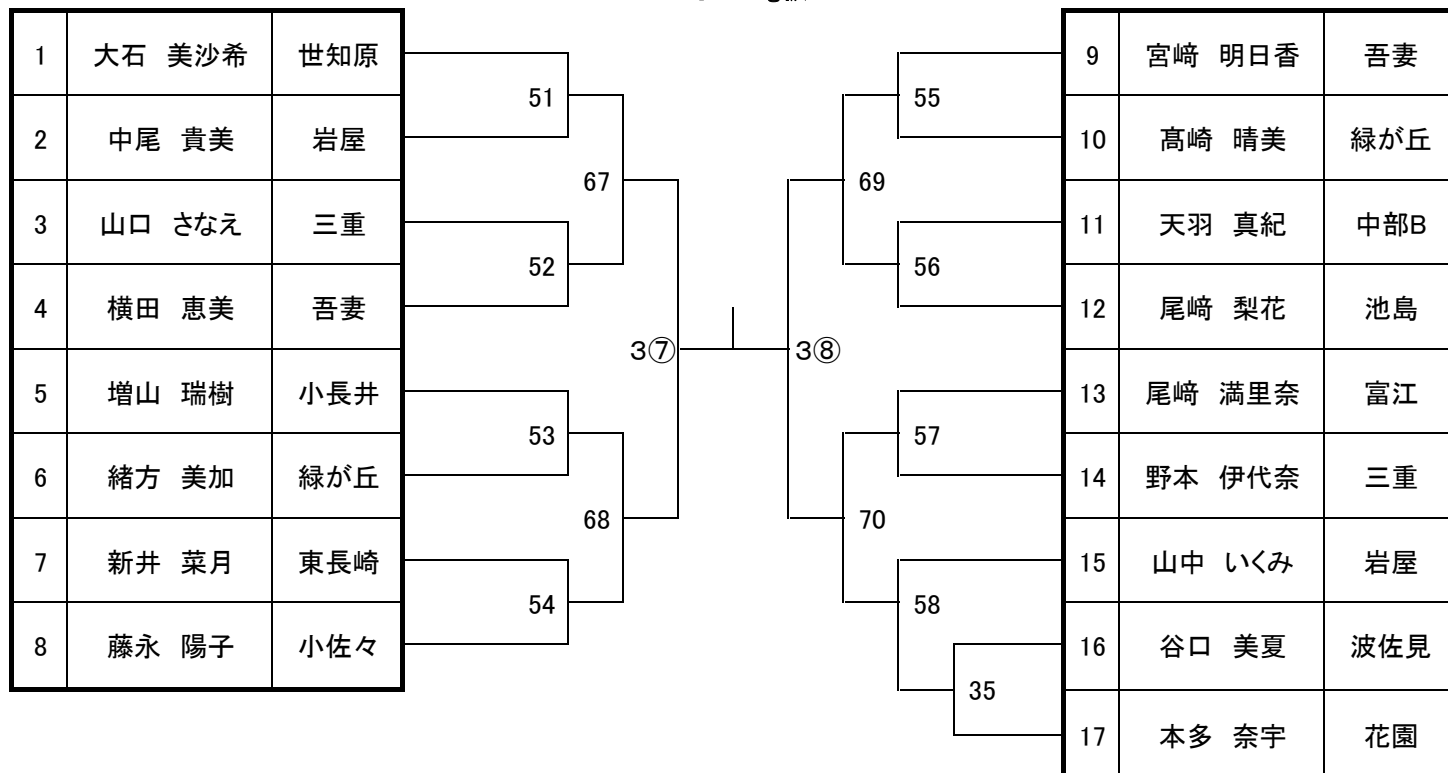 1 大石 美沙希 世知原
2 中尾 貴美 岩屋
3 山口 さなえ 三重
4 横田 恵美 吾妻
5 増山 瑞樹 小長井
6 緒方 美加 緑が丘
7 新井 菜月 東長崎
8 藤永 陽子 小佐々
51
52
53
54
67
68
3⑦
3⑧
69
70
55
56
57
58
35
9 宮﨑 明日香 吾妻
10 髙崎 晴美 緑が丘
11 天羽 真紀 中部B
12 尾﨑 梨花 池島
13 尾﨑 満里奈 富江
14 野本 伊代奈 三重
15 山中 いくみ 岩屋
16 谷口 美夏 波佐見
17 本多 奈宇 花園